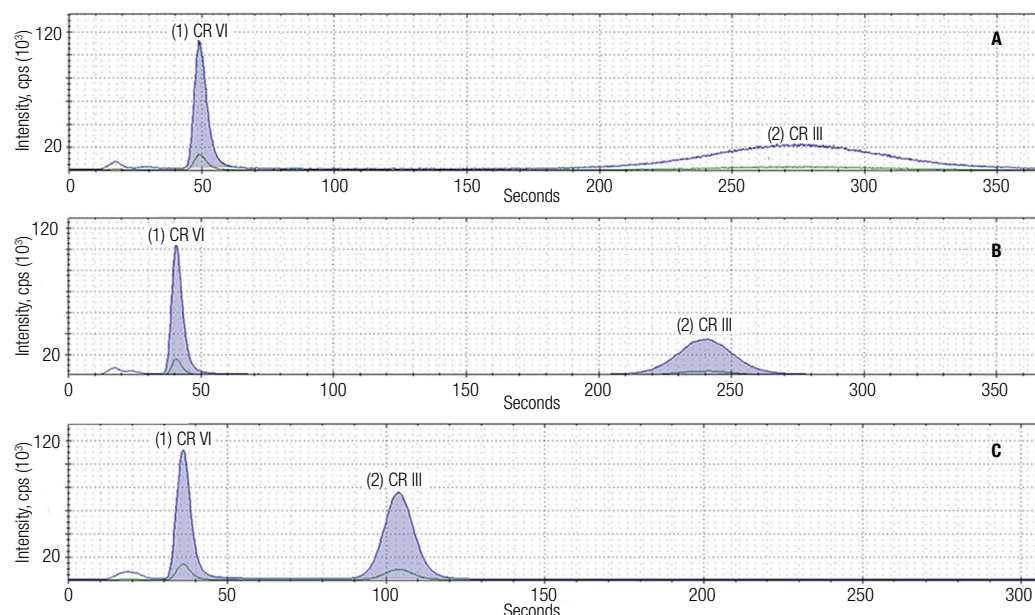 Intensity, cps (10³)
120
20
(1) CR VI
(2) CR III
A
0 50 100 150 200 250 300 350
Seconds
Intensity, cps (10³)
120
20
(1) CR VI
(2) CR III
B
0 50 100 150 200 250 300 350
Seconds
Intensity, cps (10³)
120
20
(1) CR VI
(2) CR III
C
0 50 100 150 200 250 300
Seconds